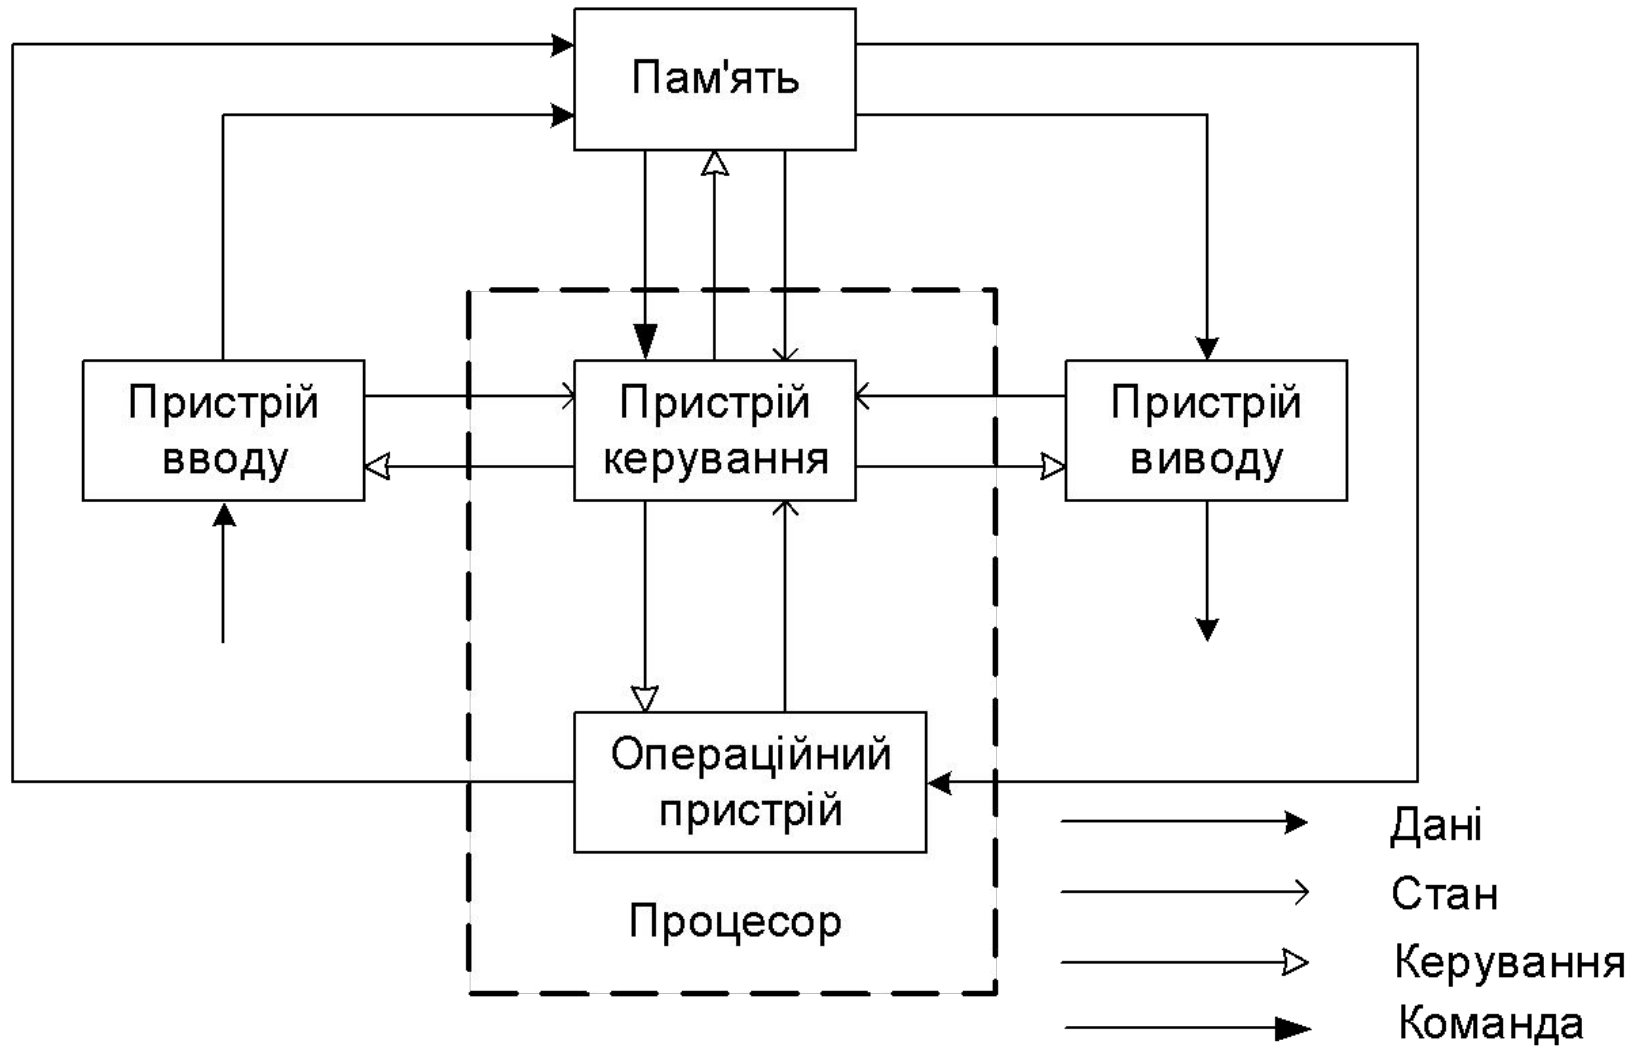 Пам'ять
Пристрій
вводу
Пристрій
керування
Пристрій
виводу
Операційний
пристрій
Процесор
Дані
Стан
Керування
Команда